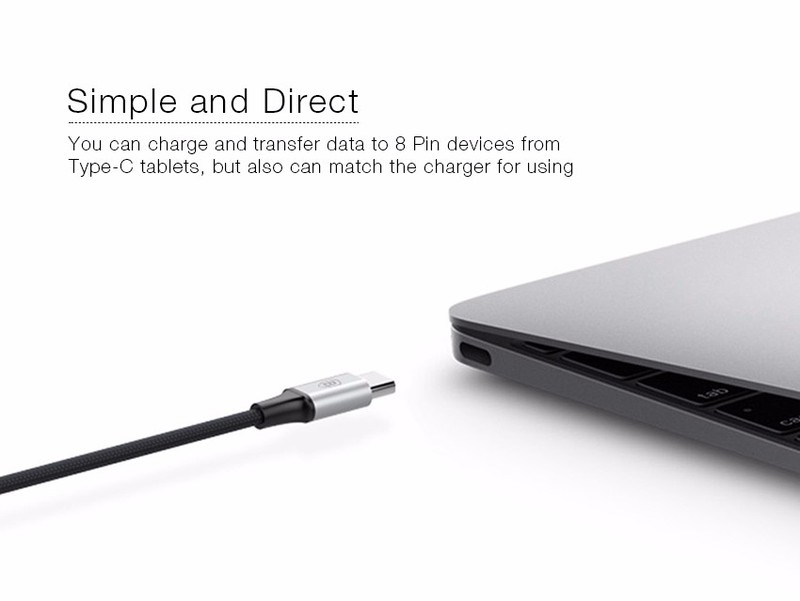 Simple and Direct
You can charge and transfer data to 8 Pin devices from
Type-C tablets, but also can match the charger for using
tab